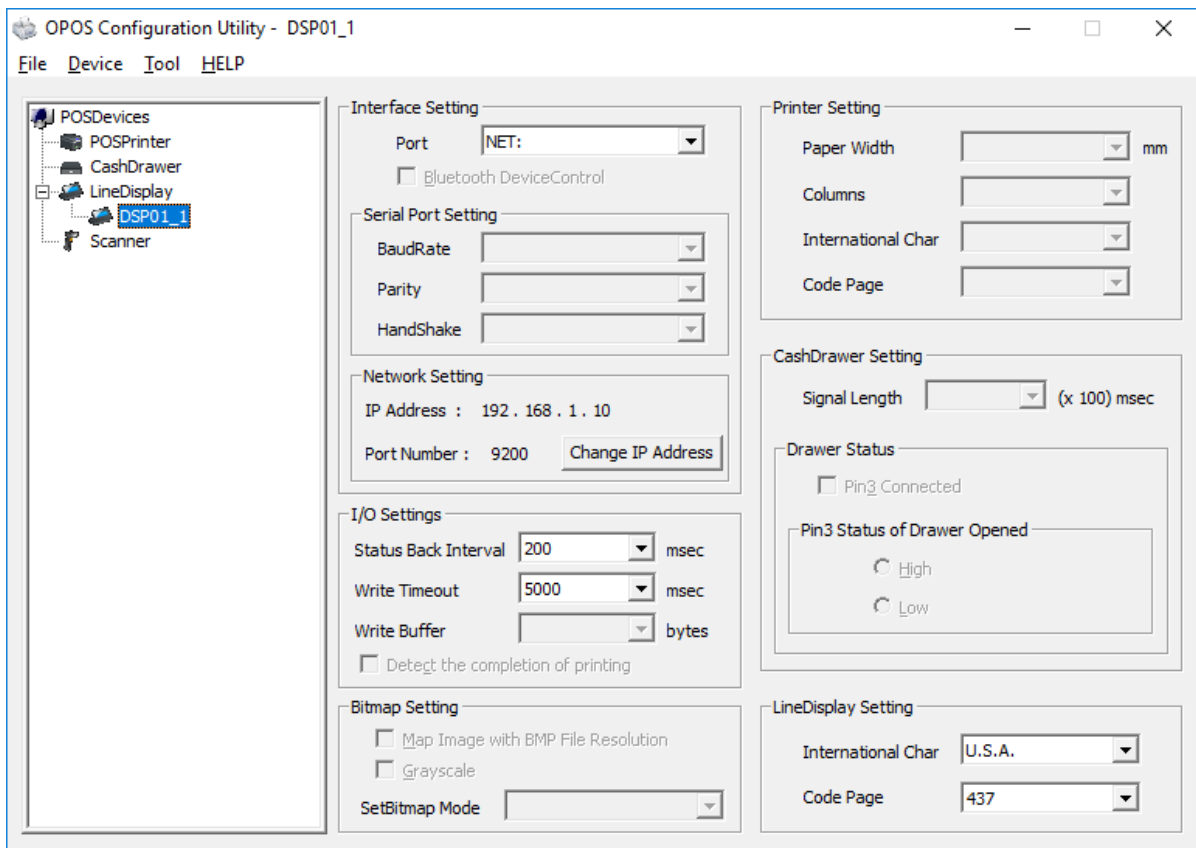 OPOS Configuration Utility - DSP01_1
File Device Tool HELP
POSDevices
POSPrinter
CashDrawer
LineDisplay
DSP01_1
Scanner
Interface Setting
Port NET:
Bluetooth DeviceControl
Serial Port Setting
BaudRate
Parity
HandShake
Network Setting
IP Address : 192 . 168 . 1 . 10
Port Number : 9200 Change IP Address
I/O Settings
Status Back Interval 200 msec
Write Timeout 5000 msec
Write Buffer bytes
Detect the completion of printing
Bitmap Setting
Map Image with BMP File Resolution
Grayscale
SetBitmap Mode
Printer Setting
Paper Width mm
Columns
International Char
Code Page
CashDrawer Setting
Signal Length (x 100) msec
Drawer Status
Pin3 Connected
Pin3 Status of Drawer Opened
High
Low
LineDisplay Setting
International Char U.S.A.
Code Page 437